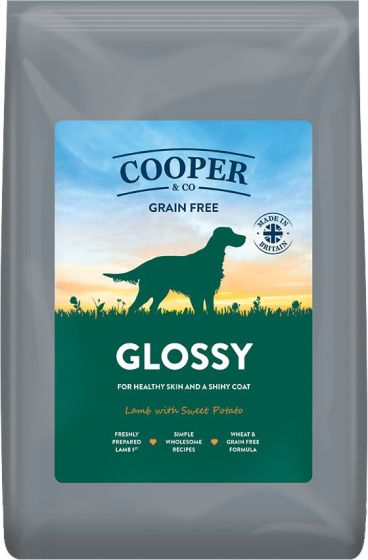 COOPER
& CO
GRAIN FREE
MADE IN
BRITAIN
GLOSSY
FOR HEALTHY SKIN AND A SHINY COAT
Lamb with Sweet Potato
FRESHLY
PREPARED
LAMB 1ST
SIMPLE
WHOLESOME
RECIPES
WHEAT &
GRAIN FREE
FORMULA